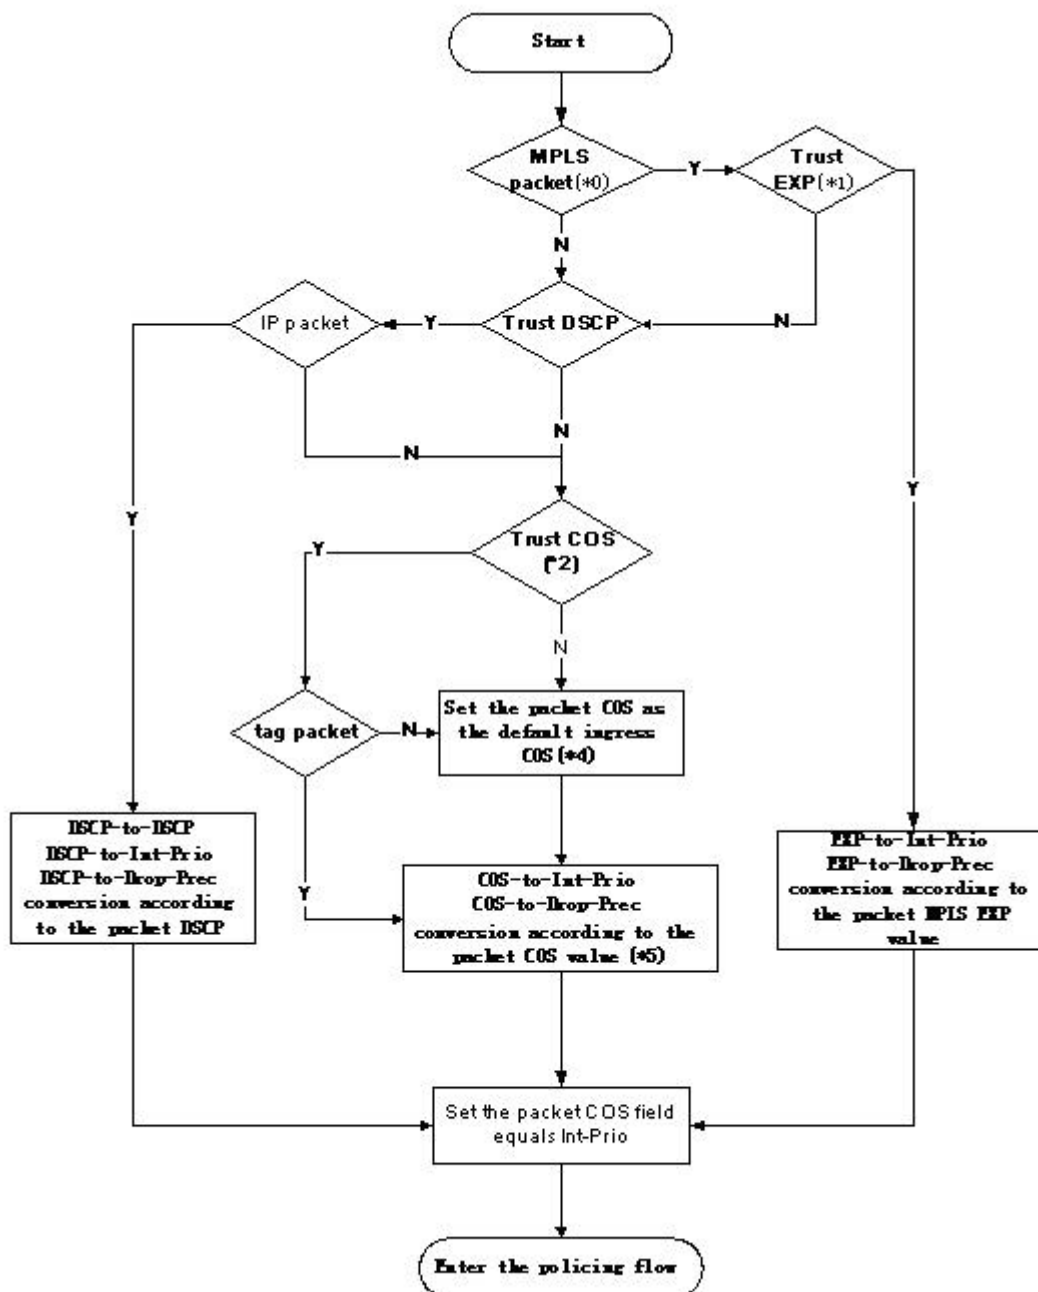 Start
MPLS
packet(*0)
Y
Trust
EXP(*1)
N
IP packet
Y
Trust DSCP
N
N
N
Y
Y
Trust COS
(*2)
Y
N
tag packet
N
Set the packet COS as
the default ingress
COS(*4)
DSCP-to-DSCP
DSCP-to-Int-Prio
DSCP-to-Drop-Prec
conversion according
to the packet DSCP
Y
COS-to-Int-Prio
COS-to-Drop-Prec
conversion according to the
packet COS value (*5)
EXP-to-Int-Prio
EXP-to-Drop-Prec
conversion according to
the packet MPLS EXP
value
Set the packet COS field
equals Int-Prio
Enter the policing flow